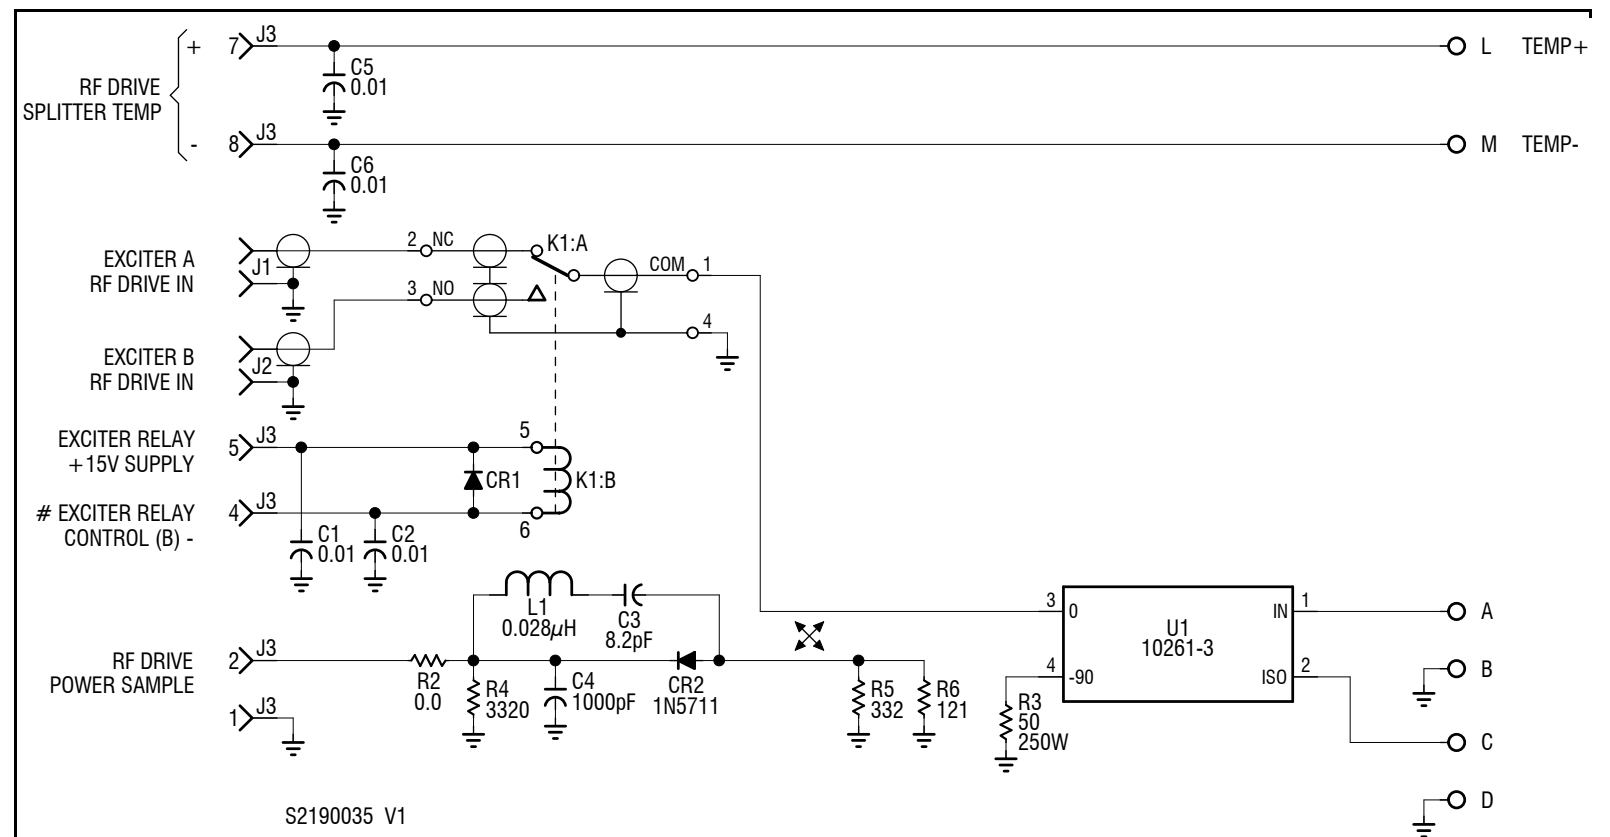 + 7 J3 L TEMP+
RF DRIVE
SPLITTER TEMP
C5
0.01
- 8 J3 M TEMP-
C6
0.01
EXCITER A
RF DRIVE IN
J1
2 NC
K1:A
COM 1
3 NO
4
EXCITER B
RF DRIVE IN
J2
EXCITER RELAY
+15V SUPPLY
5 J3
5
CR1
K1:B
# EXCITER RELAY
CONTROL (B) -
4 J3
6
C1
0.01
C2
0.01
L1
0.028µH
C3
8.2pF
RF DRIVE
POWER SAMPLE
2 J3
R2
0.0
R4
3320
C4
1000pF
CR2
1N5711
R5
332
R6
121
1 J3
3 0
4 -90
U1
10261-3
IN 1
ISO 2
R3
50
250W
A
B
C
D
S2190035 V1